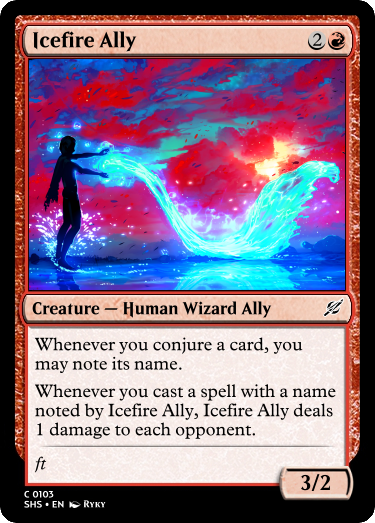 Icefire Ally
2
Creature — Human Wizard Ally
Whenever you conjure a card, you
may note its name.
Whenever you cast a spell with a name
noted by Icefire Ally, Icefire Ally deals
1 damage to each opponent.
ft
3/2
C 0103
SHS • EN Ryky